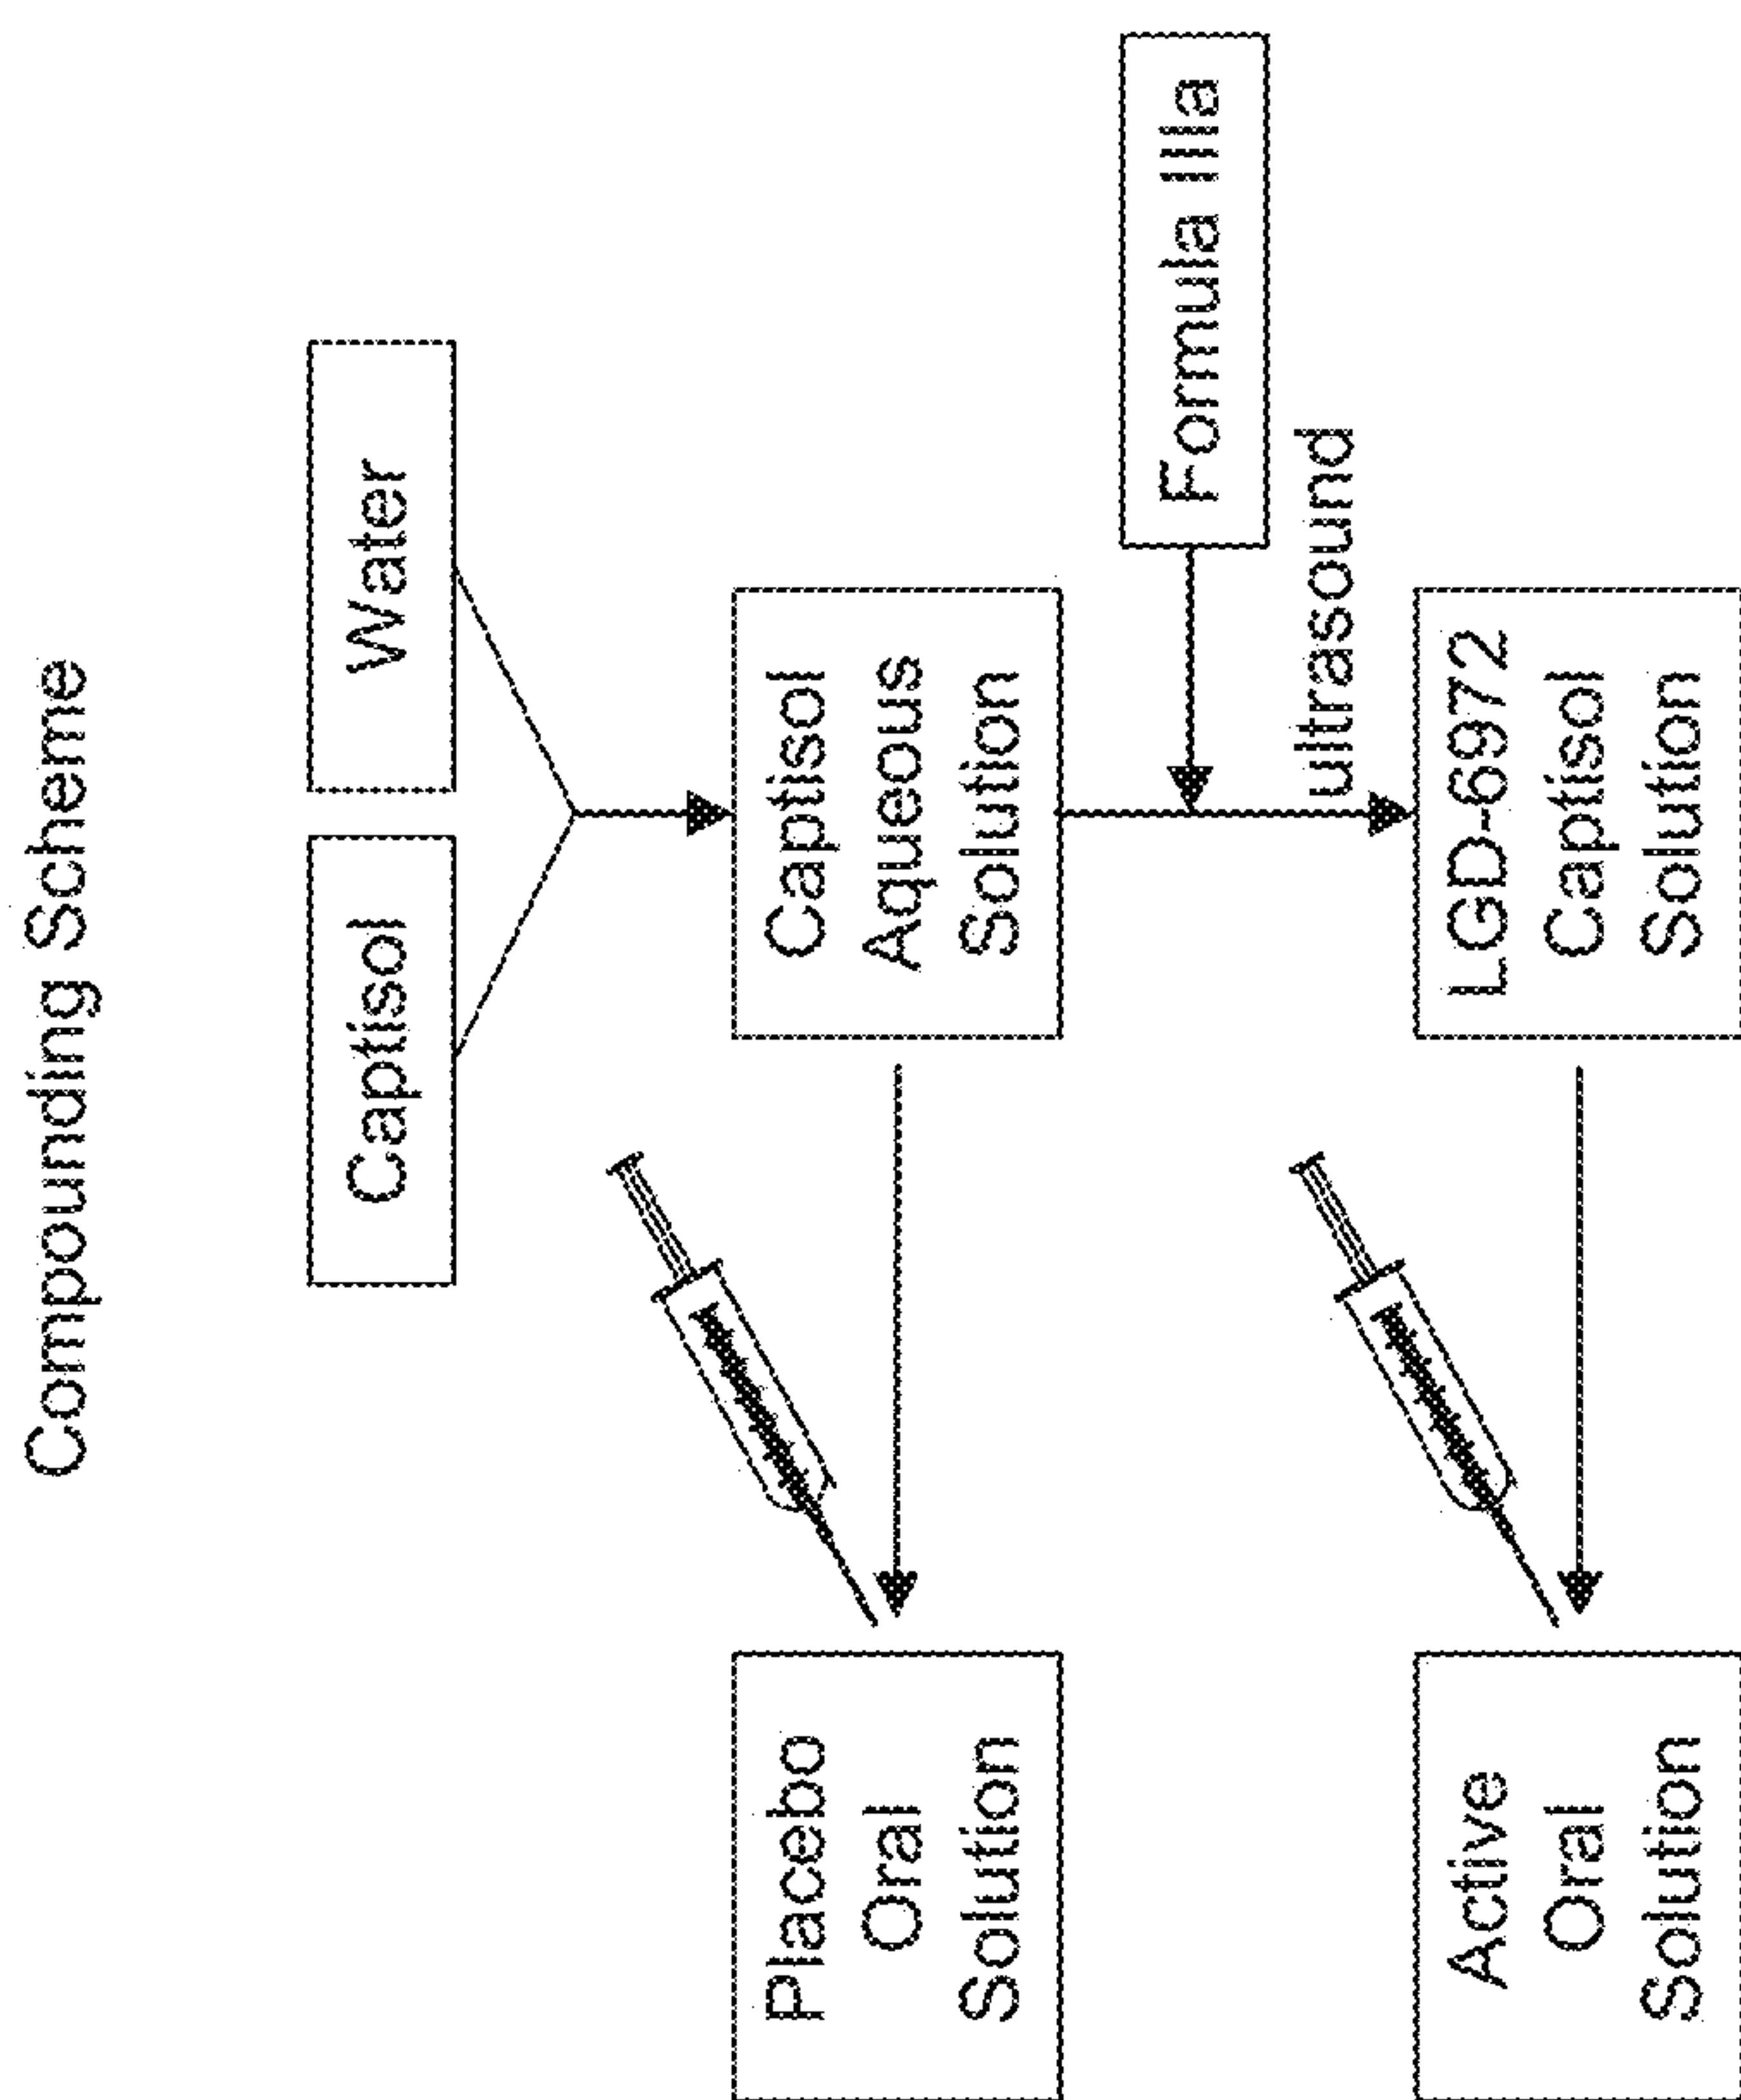 Compounding Scheme
Captisol
Water
Captisol
Aqueous
Solution
Placebo
Oral
Solution
Formula IIIa
ultrasound
LGD-6972
Captisol
Solution
Active
Oral
Solution